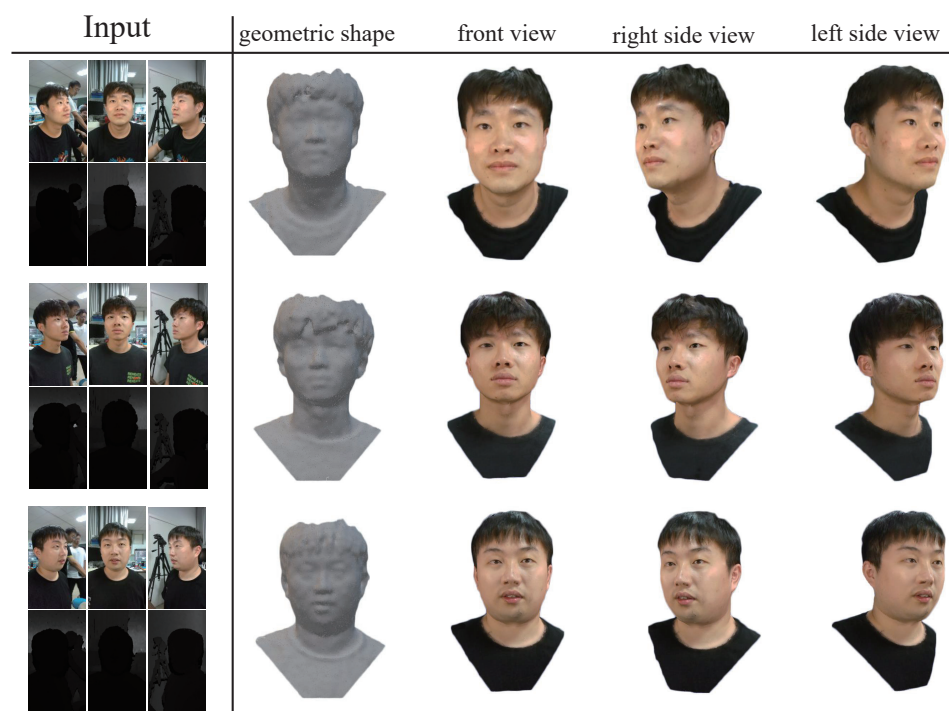 Input
geometric shape
front view
right side view
left side view